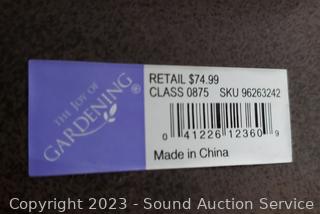 THE JOY OF
GARDENING®
RETAIL $74.99
CLASS 0875 SKU 96263242
0 41226 12360 9
Made in China
Copyright 2023 - Sound Auction Service